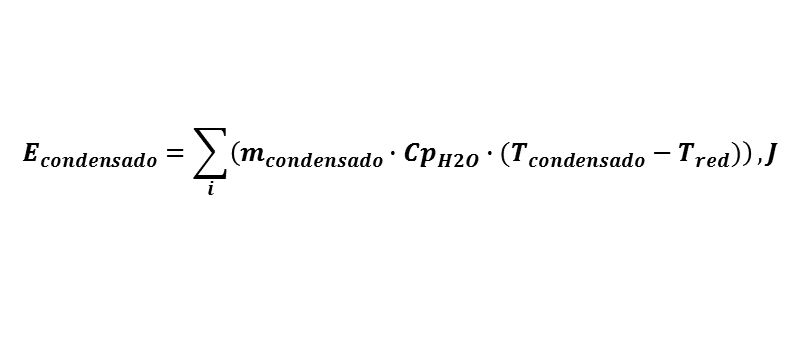 E_condensado = ∑_i (m_condensado · Cp_H2O · (T_condensado − T_red)) , J